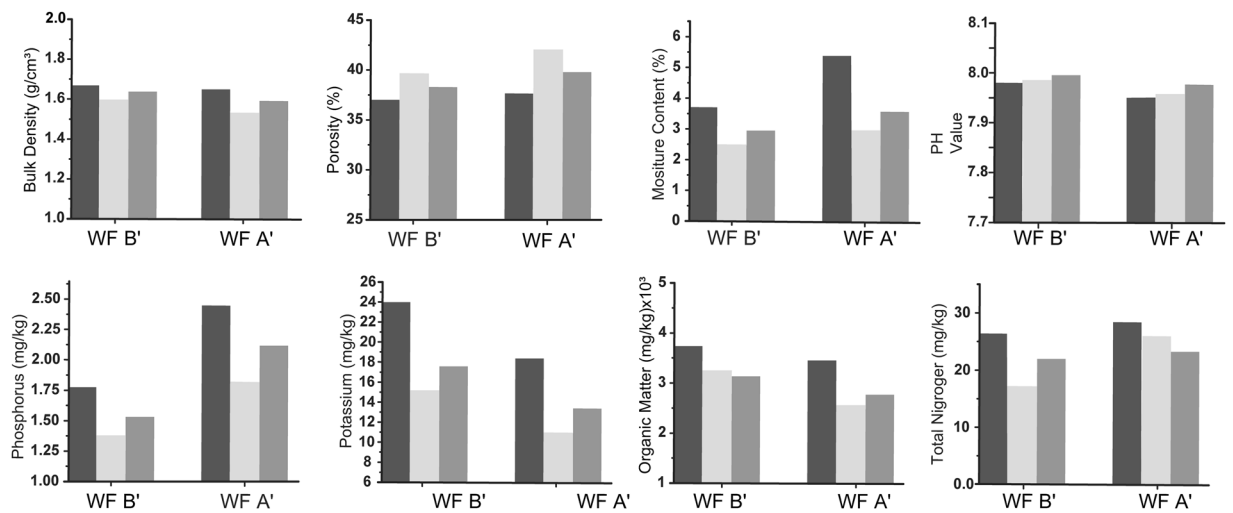 Bulk Density (g/cm³)
2.0
1.8
1.6
1.4
1.2
1.0
WF B'
WF A'
Porosity (%)
45
40
35
30
25
WF B'
WF A'
Mositure Content (%)
6
5
4
3
2
1
0
WF B'
WF A'
PH
Value
8.1
8.0
7.9
7.8
7.7
WF B'
WF A'
Phosphorus (mg/kg)
2.50
2.25
2.00
1.75
1.50
1.25
1.00
WF B'
WF A'
Potassium (mg/kg)
26
24
22
20
18
16
14
12
10
8
6
WF B'
WF A'
Organic Matter (mg/kg)x10³
5
4
3
2
1
WF B'
WF A'
Total Nigroger (mg/kg)
30
20
10
0.0
WF B'
WF A'